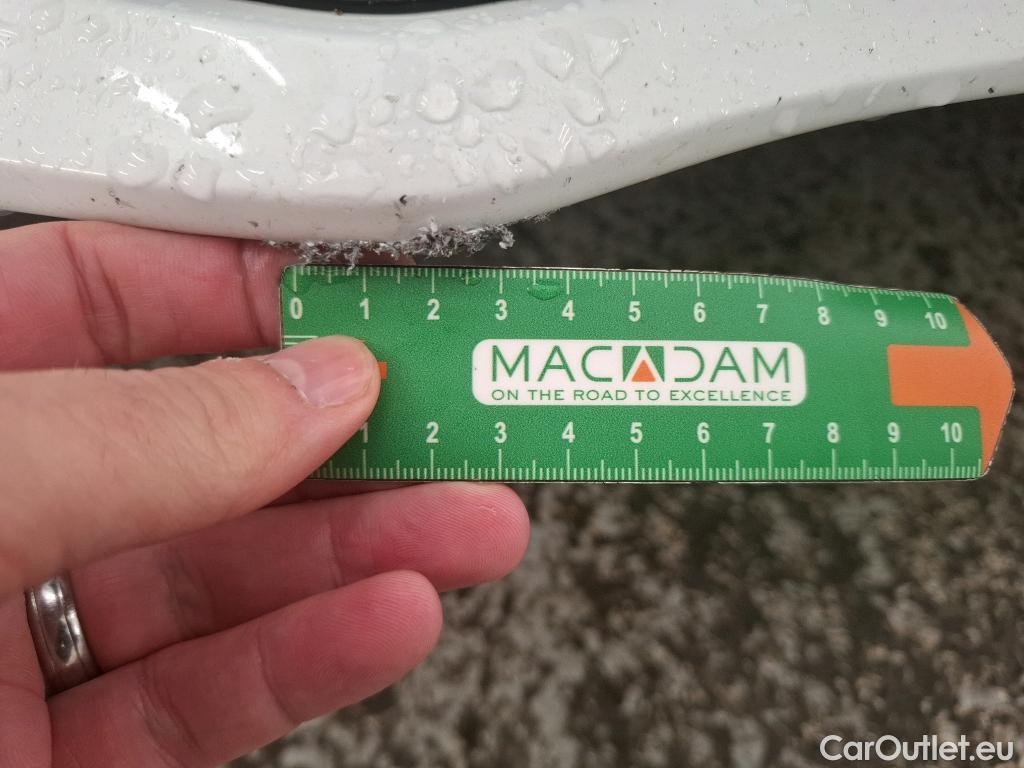 0 1 2 3 4 5 6 7 8 9 10
MACADAM
ON THE ROAD TO EXCELLENCE
1 2 3 4 5 6 7 8 9 10
CarOutlet.eu